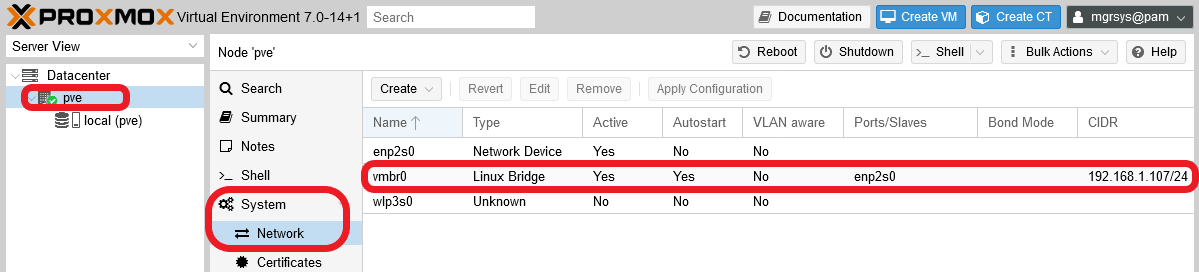 PROXMOX Virtual Environment 7.0-14+1 Search Documentation Create VM Create CT mgrsys@pam
Server View Node 'pve' Reboot Shutdown >_ Shell Bulk Actions Help
Datacenter
pve
local (pve)
Search
Summary
Notes
>_ Shell
System
Network
Certificates
Create Revert Edit Remove Apply Configuration
Name Type Active Autostart VLAN aware Ports/Slaves Bond Mode CIDR
enp2s0 Network Device Yes No No
vmbr0 Linux Bridge Yes Yes No enp2s0 192.168.1.107/24
wlp3s0 Unknown No No No